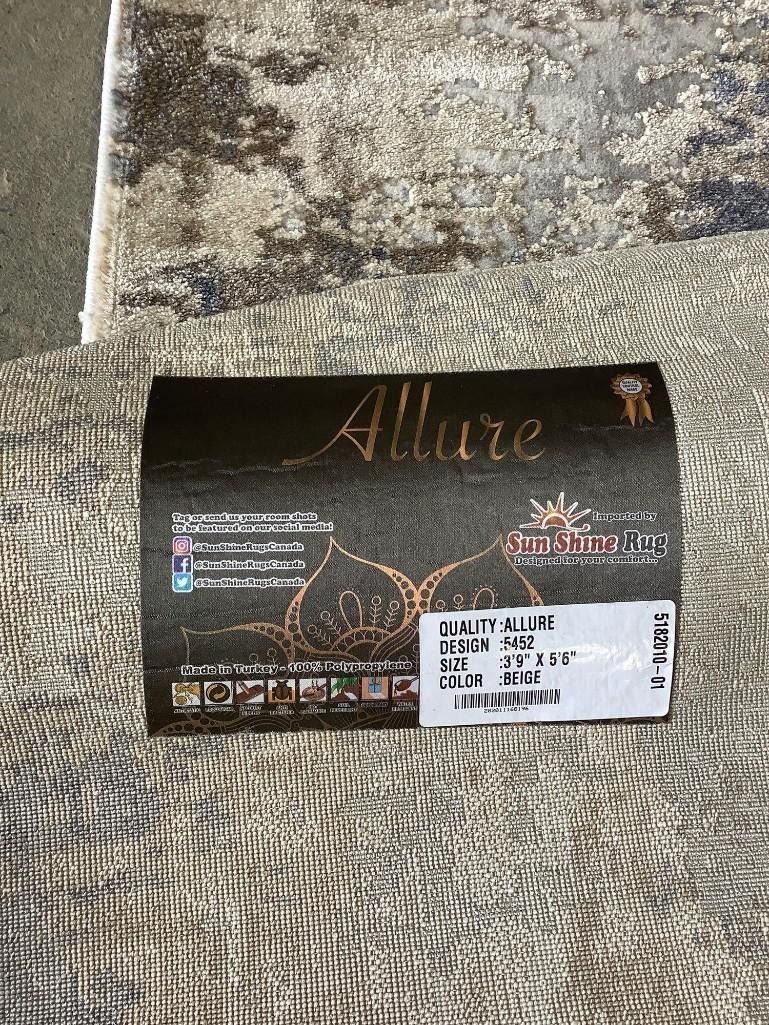 Allure
Tag or send us your room shots
to be featured on our social media!
@SunShineRugsCanada
@SunShineRugsCanada
@SunShineRugsCanada
Imported by
Sun Shine Rug
Designed for your comfort...
Made in Turkey - 100% Polypropylene
QUALITY :ALLURE
DESIGN :5452
SIZE :3'9" X 5'6"
COLOR :BEIGE
5182010-01